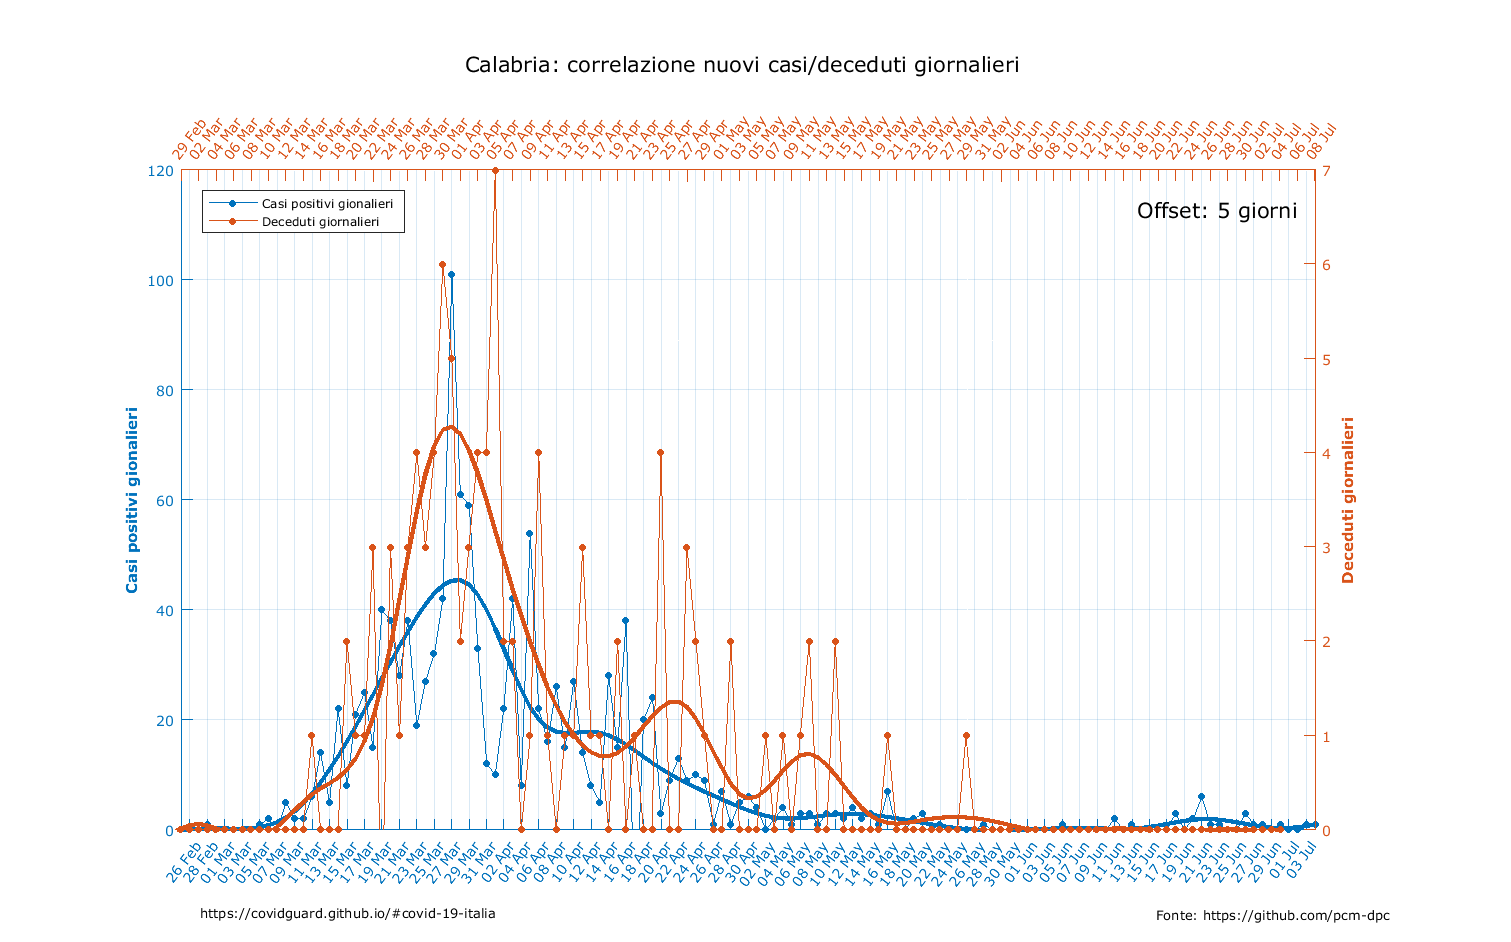 Calabria: correlazione nuovi casi/deceduti giornalieri
29 Feb 02 Mar 04 Mar 06 Mar 08 Mar 10 Mar 12 Mar 14 Mar 16 Mar 18 Mar 20 Mar 22 Mar 24 Mar 26 Mar 28 Mar 30 Mar 01 Apr 03 Apr 05 Apr 07 Apr 09 Apr 11 Apr 13 Apr 15 Apr 17 Apr 19 Apr 21 Apr 23 Apr 25 Apr 27 Apr 29 Apr 01 May 03 May 05 May 07 May 09 May 11 May 13 May 15 May 17 May 19 May 21 May 23 May 25 May 27 May 29 May 31 May 02 Jun 04 Jun 06 Jun 08 Jun 10 Jun 12 Jun 14 Jun 16 Jun 18 Jun 20 Jun 22 Jun 24 Jun 26 Jun 28 Jun 30 Jun 02 Jul 04 Jul 06 Jul 08 Jul
120 7
Casi positivi gionalieri
Deceduti giornalieri
Offset: 5 giorni
6
100
5
80
4
60
3
40
2
20
1
0 0
Casi positivi gionalieri
Deceduti giornalieri
26 Feb 28 Feb 01 Mar 03 Mar 05 Mar 07 Mar 09 Mar 11 Mar 13 Mar 15 Mar 17 Mar 19 Mar 21 Mar 23 Mar 25 Mar 27 Mar 29 Mar 31 Mar 02 Apr 04 Apr 06 Apr 08 Apr 10 Apr 12 Apr 14 Apr 16 Apr 18 Apr 20 Apr 22 Apr 24 Apr 26 Apr 28 Apr 30 Apr 02 May 04 May 06 May 08 May 10 May 12 May 14 May 16 May 18 May 20 May 22 May 24 May 26 May 28 May 30 May 01 Jun 03 Jun 05 Jun 07 Jun 09 Jun 11 Jun 13 Jun 15 Jun 17 Jun 19 Jun 21 Jun 23 Jun 25 Jun 27 Jun 29 Jun 01 Jul 03 Jul
https://covidguard.github.io/#covid-19-italia
Fonte: https://github.com/pcm-dpc